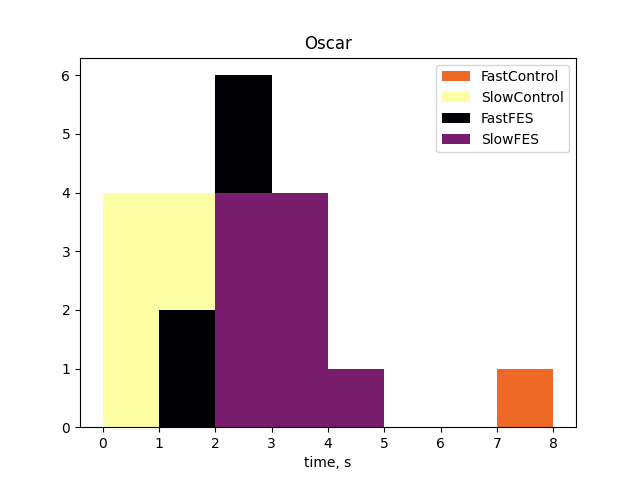 Oscar
FastControl
SlowControl
FastFES
SlowFES
6
5
4
3
2
1
0
0 1 2 3 4 5 6 7 8
time, s